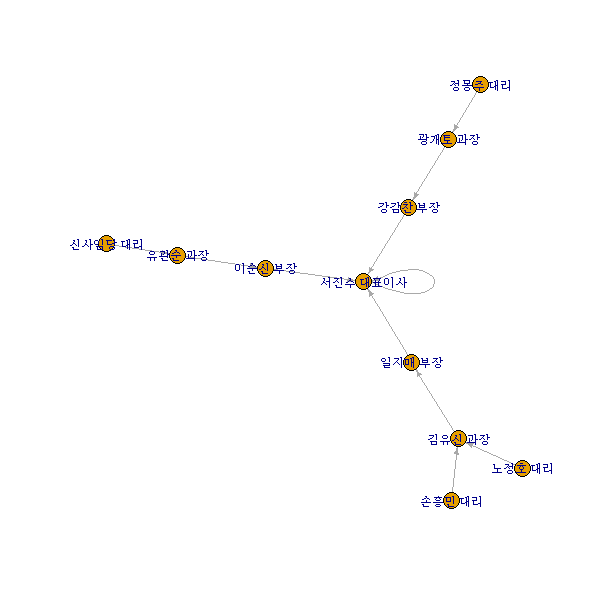 정몽주 대리
광개토 과장
강감찬 부장
신사임당 대리
유관순 과장
이순신 부장
서진추 대표이사
일지매 부장
김유신 과장
노정호 대리
손흥민 대리